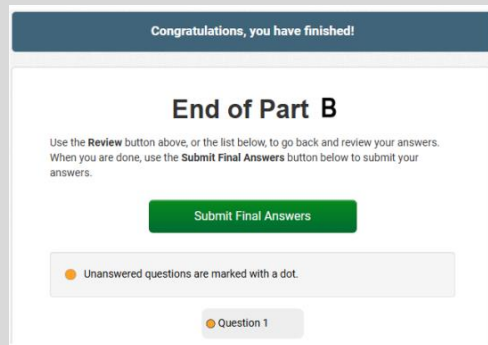 Congratulations, you have finished!
End of Part B
Use the Review button above, or the list below, to go back and review your answers.
When you are done, use the Submit Final Answers button below to submit your
answers.
Submit Final Answers
Unanswered questions are marked with a dot.
Question 1